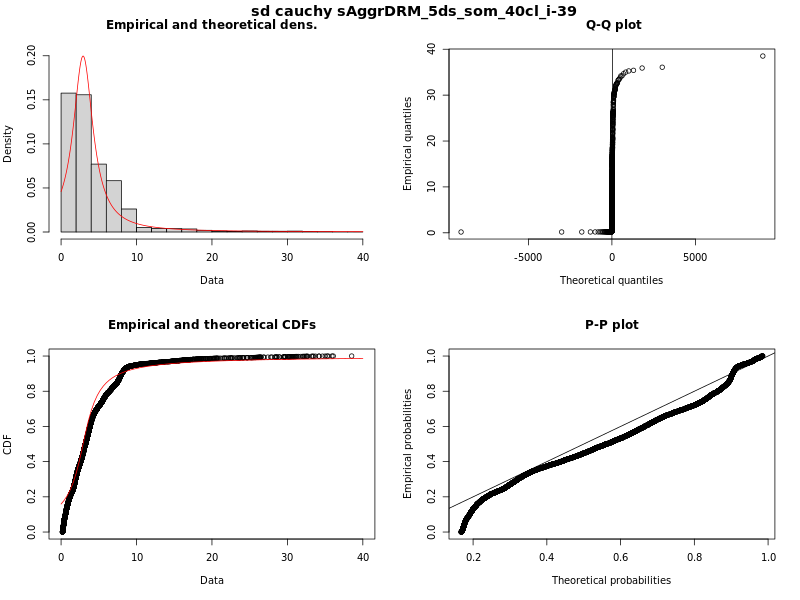 sd cauchy sAggrDRM_5ds_som_40cl_i-39
Empirical and theoretical dens.
Density
0.00 0.05 0.10 0.15 0.20
0 10 20 30 40
Data
Q-Q plot
Empirical quantiles
0 10 20 30 40
-5000 0 5000
Theoretical quantiles
Empirical and theoretical CDFs
CDF
0.0 0.2 0.4 0.6 0.8 1.0
0 10 20 30 40
Data
P-P plot
Empirical probabilities
0.0 0.2 0.4 0.6 0.8 1.0
0.2 0.4 0.6 0.8 1.0
Theoretical probabilities